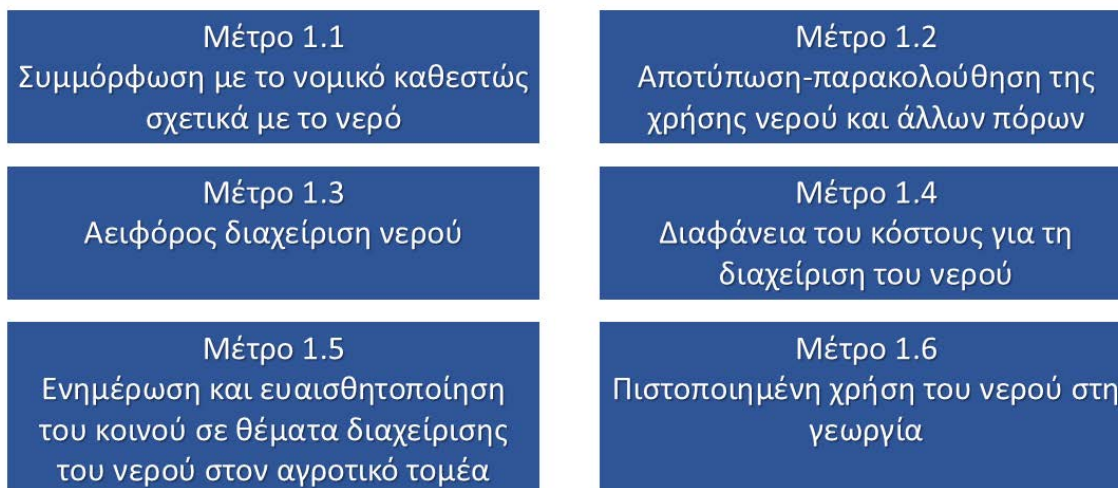 Μέτρο 1.1
Συμμόρφωση με το νομικό καθεστώς
σχετικά με το νερό
Μέτρο 1.2
Αποτύπωση-παρακολούθηση της
χρήσης νερού και άλλων πόρων
Μέτρο 1.3
Αειφόρος διαχείριση νερού
Μέτρο 1.4
Διαφάνεια του κόστους για τη
διαχείριση του νερού
Μέτρο 1.5
Ενημέρωση και ευαισθητοποίηση
του κοινού σε θέματα διαχείρισης
του νερού στον αγροτικό τομέα
Μέτρο 1.6
Πιστοποιημένη χρήση του νερού στη
γεωργία